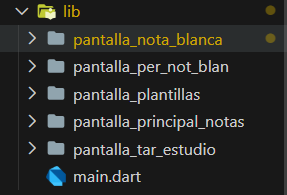 lib
pantalla_nota_blanca
pantalla_per_not_blan
pantalla_plantillas
pantalla_principal_notas
pantalla_tar_estudio
main.dart